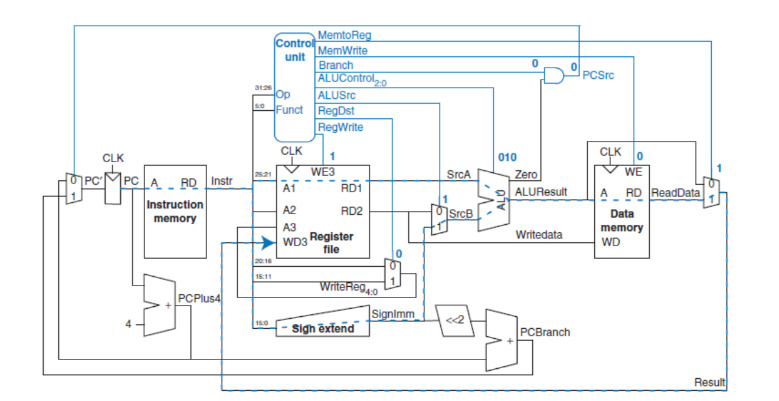 MemtoReg
Control unit
MemWrite
Branch
0
0
PCSrc
ALUControl2:0
31:26
Op
ALUSrc
5:0
Funct
RegDst
RegWrite
CLK
CLK
1
010
CLK
0
1
0
1
PC'
PC
A
RD
Instr
Instruction memory
25:21
WE3
A1
RD1
A2
RD2
A3
WD3
Register file
SrcA
1
0
1
SrcB
ALU
Zero
ALUResult
WE
A
RD
Data memory
WD
Writedata
ReadData
0
1
20:16
15:11
0
0
1
WriteReg4:0
PCPlus4
+
4
15:0
Sign extend
SignImm
<<2
+
PCBranch
Result